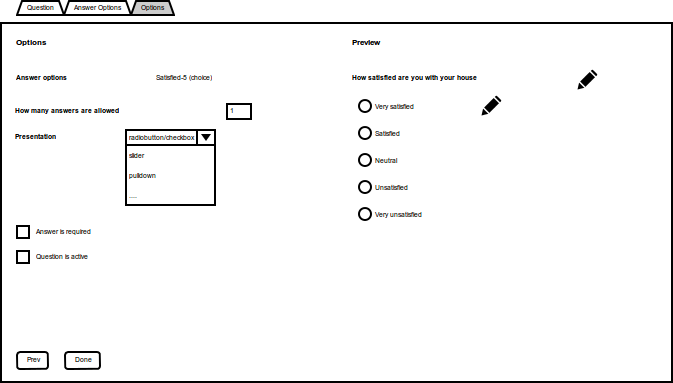 Question
Answer Options
Options
Options
Answer options
Satisfied-5 (choice)
How many answers are allowed
1
Presentation
radiobutton/checkbox
slider
pulldown
....
Answer is required
Question is active
Prev
Done
Preview
How satisfied are you with your house
Very satisfied
Satisfied
Neutral
Unsatisfied
Very unsatisfied